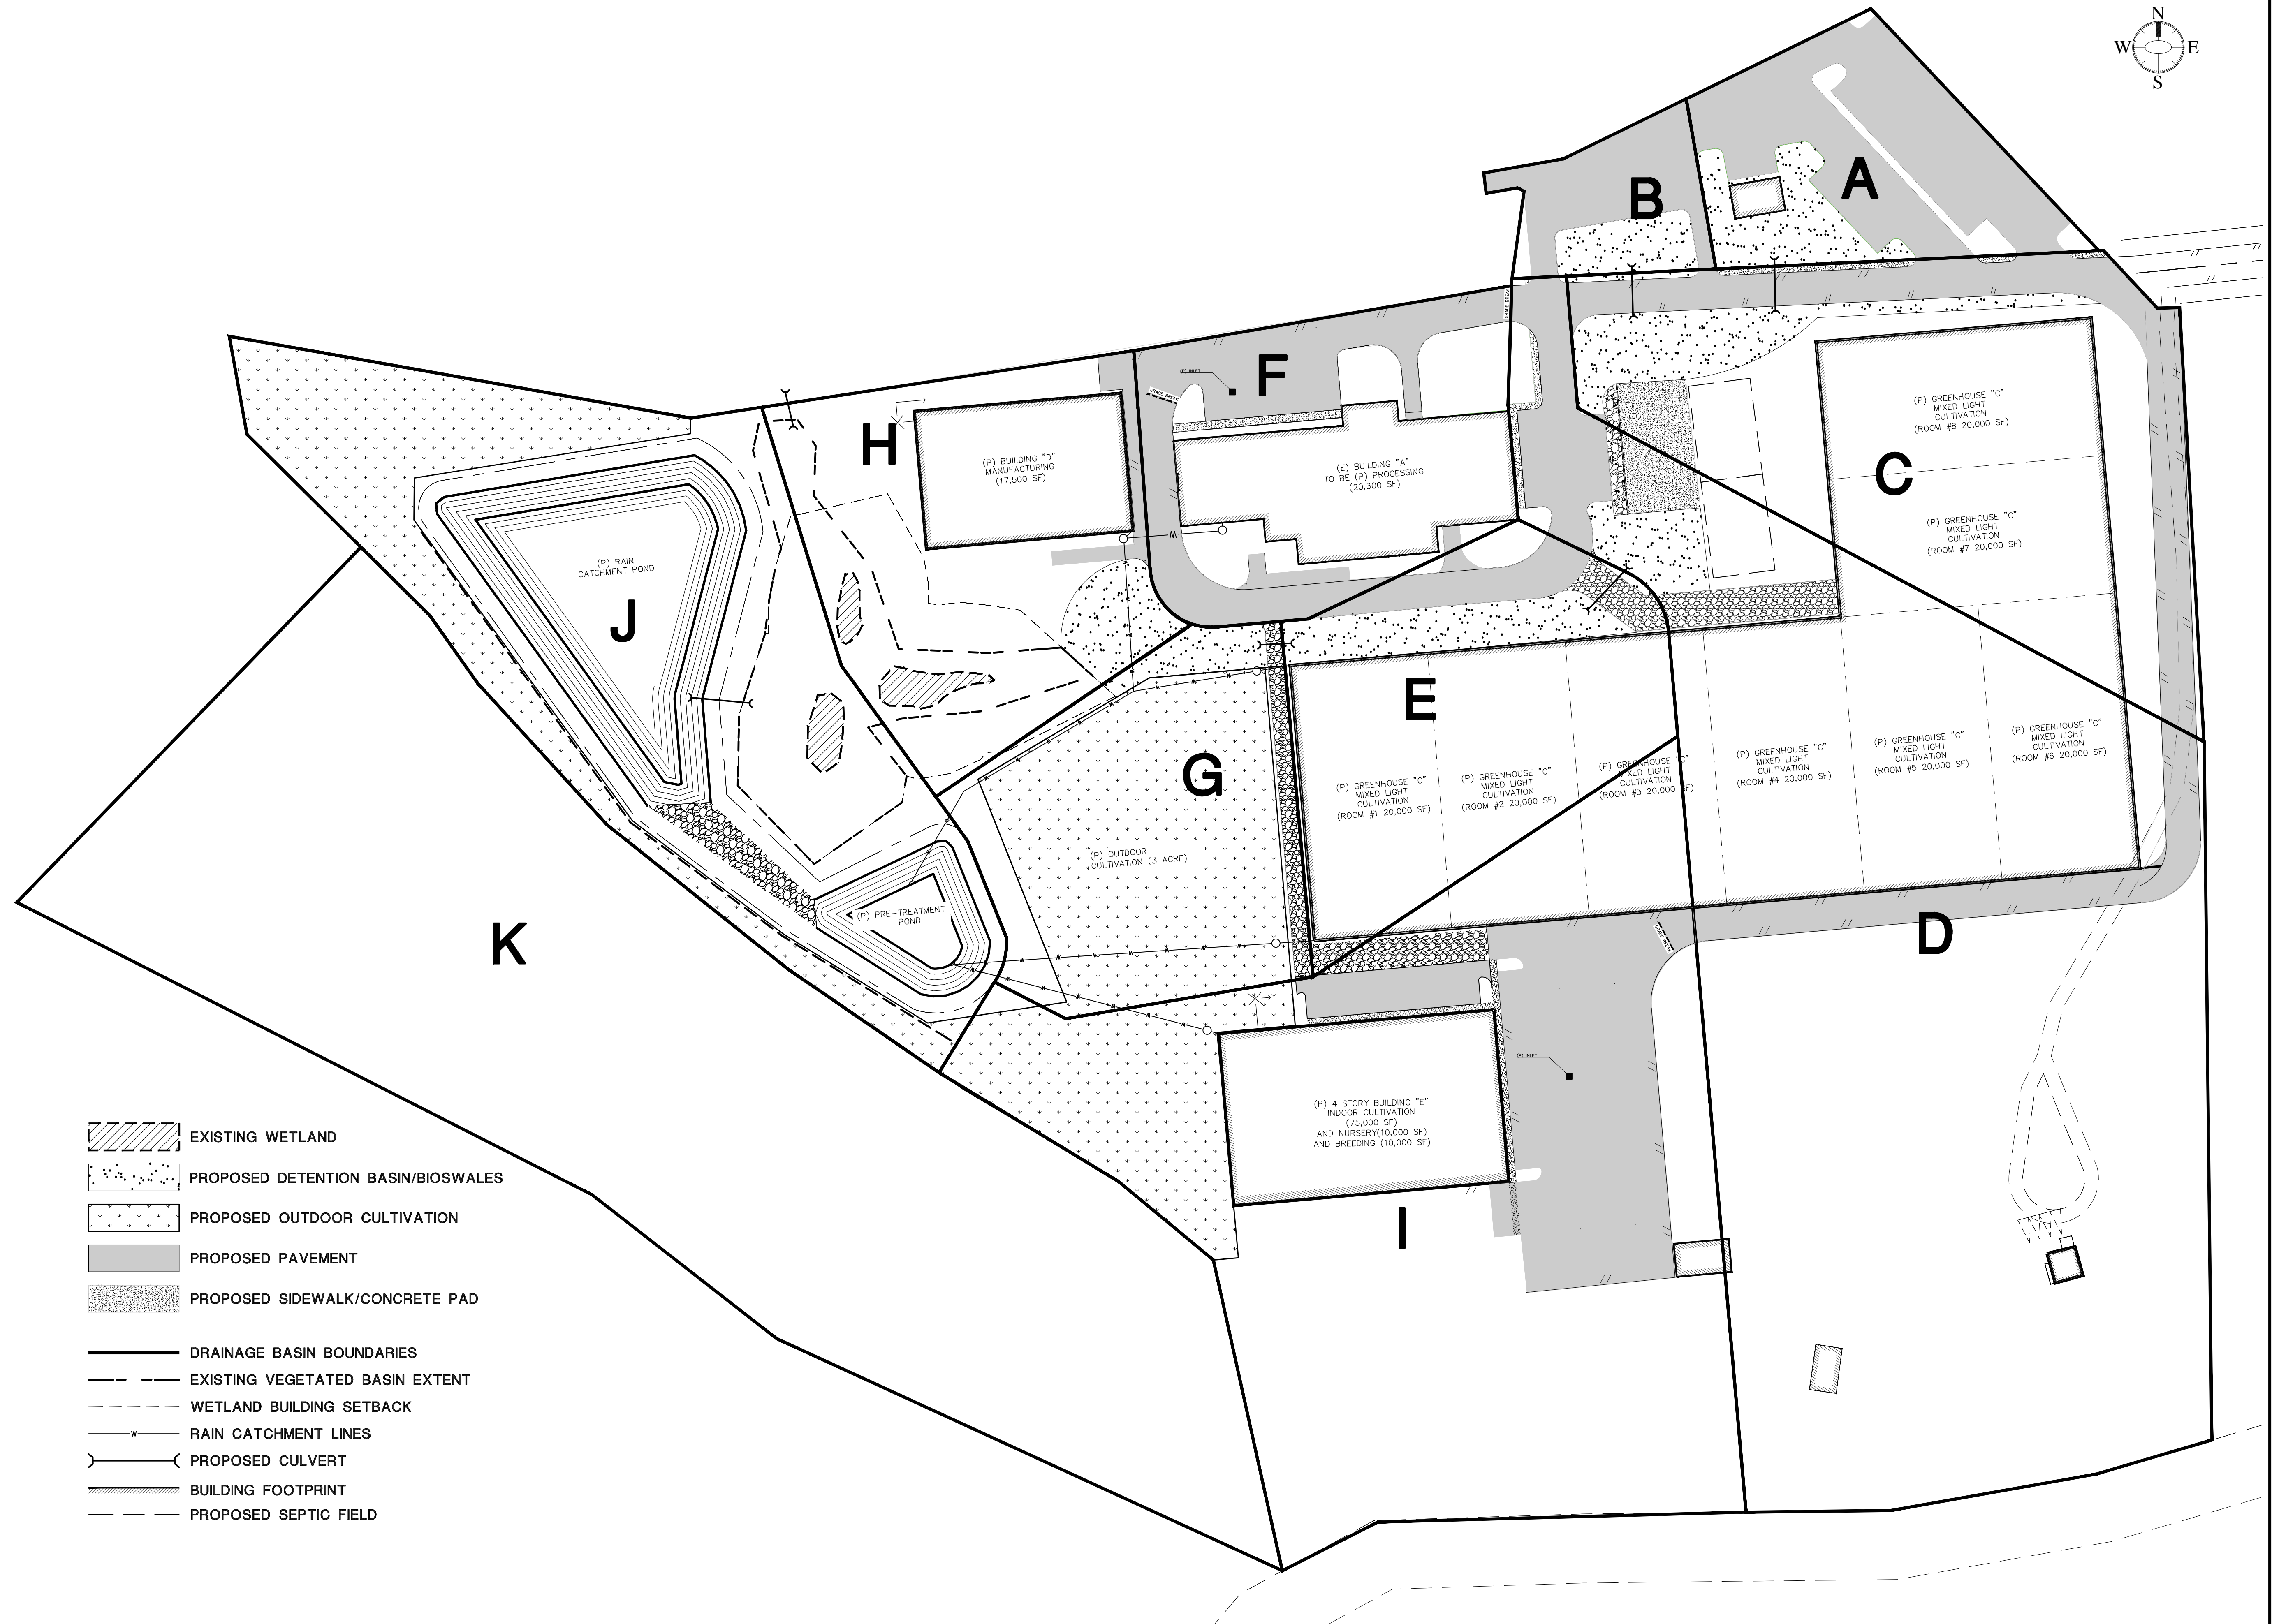 N
W E
S
A
B
(P) INLET
F
GRADE BREAK
GRADE BREAK
H
(P) BUILDING "D"
MANUFACTURING
(17,500 SF)
(E) BUILDING "A"
TO BE (P) PROCESSING
(20,300 SF)
W
(P) GREENHOUSE "C"
MIXED LIGHT
CULTIVATION
(ROOM #8 20,000 SF)
C
(P) GREENHOUSE "C"
MIXED LIGHT
CULTIVATION
(ROOM #7 20,000 SF)
(P) RAIN
CATCHMENT POND
J
E
G
(P) GREENHOUSE "C"
MIXED LIGHT
CULTIVATION
(ROOM #1 20,000 SF)
(P) GREENHOUSE "C"
MIXED LIGHT
CULTIVATION
(ROOM #2 20,000 SF)
(P) GREENHOUSE "C"
MIXED LIGHT
CULTIVATION
(ROOM #3 20,000 SF)
(P) GREENHOUSE "C"
MIXED LIGHT
CULTIVATION
(ROOM #4 20,000 SF)
(P) GREENHOUSE "C"
MIXED LIGHT
CULTIVATION
(ROOM #5 20,000 SF)
(P) GREENHOUSE "C"
MIXED LIGHT
CULTIVATION
(ROOM #6 20,000 SF)
(P) OUTDOOR
CULTIVATION (3 ACRE)
(P) PRE-TREATMENT
POND
K
D
(P) INLET
(P) 4 STORY BUILDING "E"
INDOOR CULTIVATION
(75,000 SF)
AND NURSERY(10,000 SF)
AND BREEDING (10,000 SF)
I
EXISTING WETLAND
PROPOSED DETENTION BASIN/BIOSWALES
PROPOSED OUTDOOR CULTIVATION
PROPOSED PAVEMENT
PROPOSED SIDEWALK/CONCRETE PAD
DRAINAGE BASIN BOUNDARIES
EXISTING VEGETATED BASIN EXTENT
WETLAND BUILDING SETBACK
W RAIN CATCHMENT LINES
PROPOSED CULVERT
BUILDING FOOTPRINT
PROPOSED SEPTIC FIELD